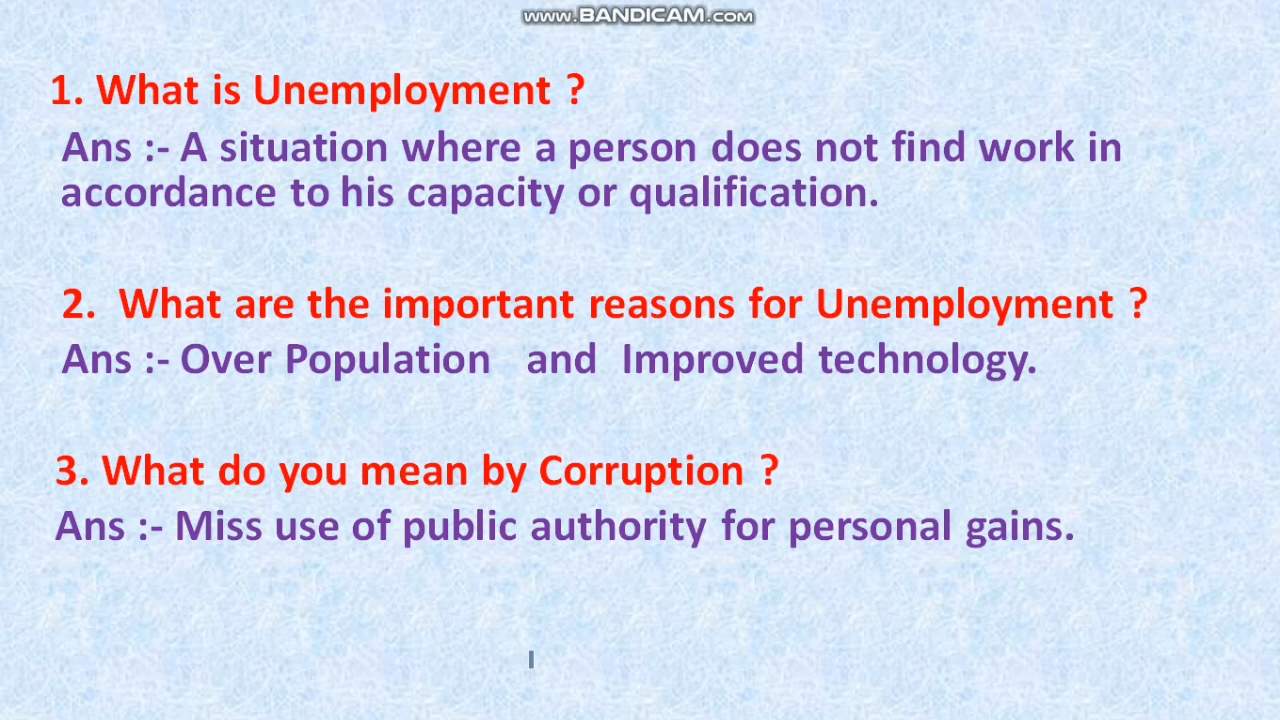 www.BANDICAM.com
1. What is Unemployment ?
Ans :- A situation where a person does not find work in
accordance to his capacity or qualification.
2. What are the important reasons for Unemployment ?
Ans :- Over Population and Improved technology.
3. What do you mean by Corruption ?
Ans :- Miss use of public authority for personal gains.